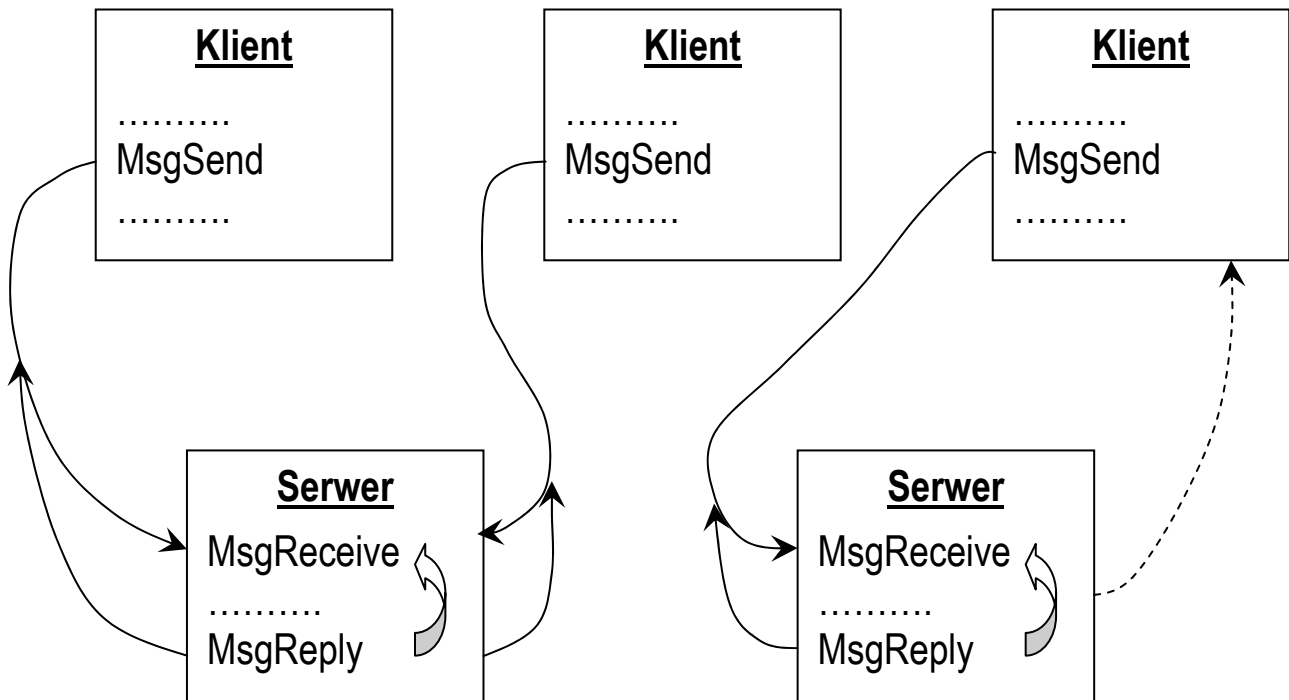 Klient
..........
MsgSend
..........
Klient
..........
MsgSend
..........
Klient
..........
MsgSend
..........
Serwer
MsgReceive
..........
MsgReply
Serwer
MsgReceive
..........
MsgReply